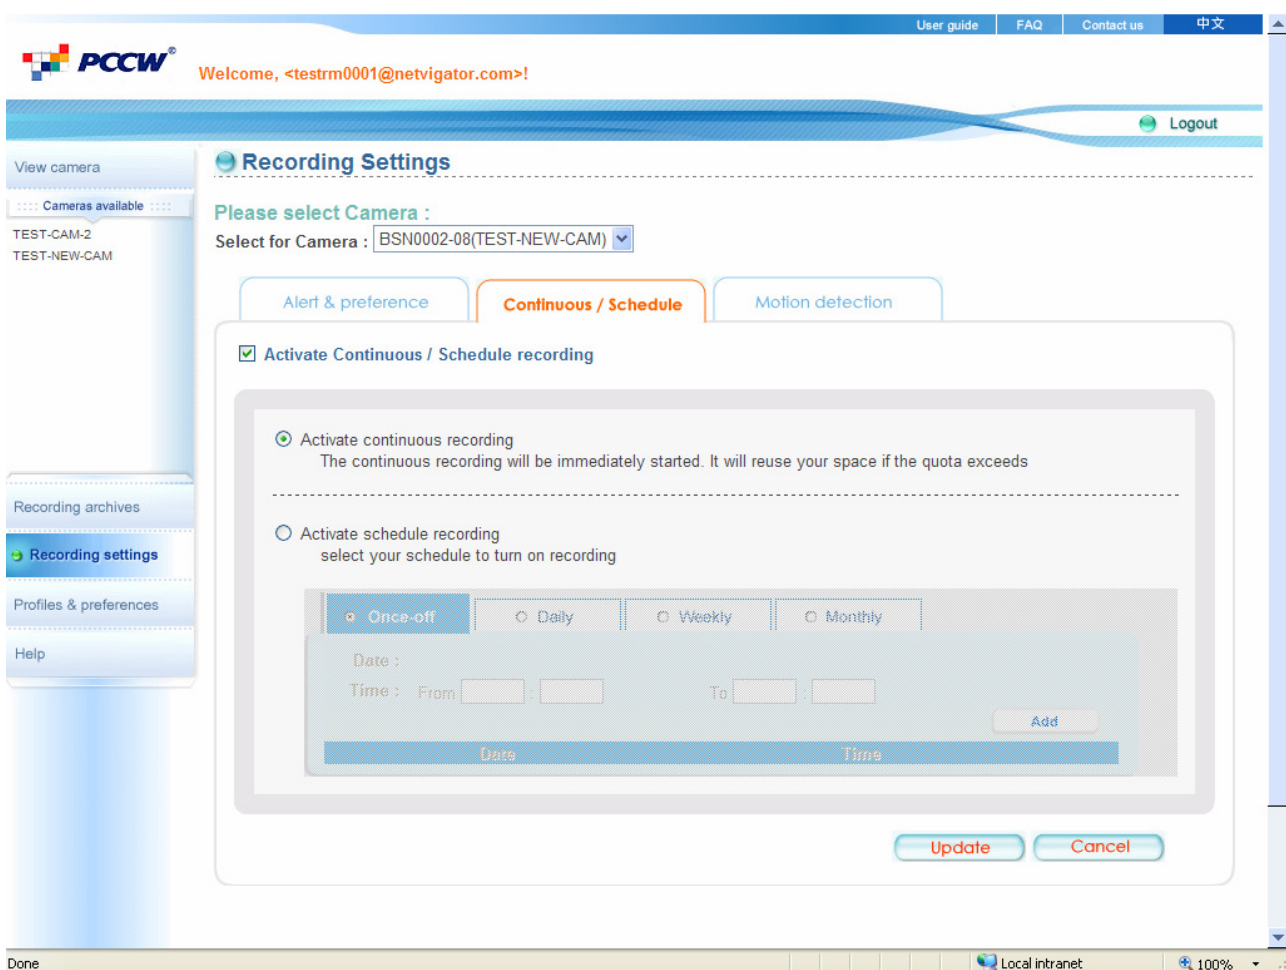 User guide FAQ Contact us 中文
PCCW®
Welcome, <testrm0001@netvigator.com>!
Logout
View camera
Cameras available
TEST-CAM-2
TEST-NEW-CAM
Recording archives
Recording settings
Profiles & preferences
Help
Recording Settings
Please select Camera :
Select for Camera : BSN0002-08(TEST-NEW-CAM)
Alert & preference Continuous / Schedule Motion detection
Activate Continuous / Schedule recording
Activate continuous recording
The continuous recording will be immediately started. It will reuse your space if the quota exceeds
Activate schedule recording
select your schedule to turn on recording
Once-off Daily Weekly Monthly
Date :
Time : From : To :
Add
Date Time
Update Cancel
Done Local intranet 100%